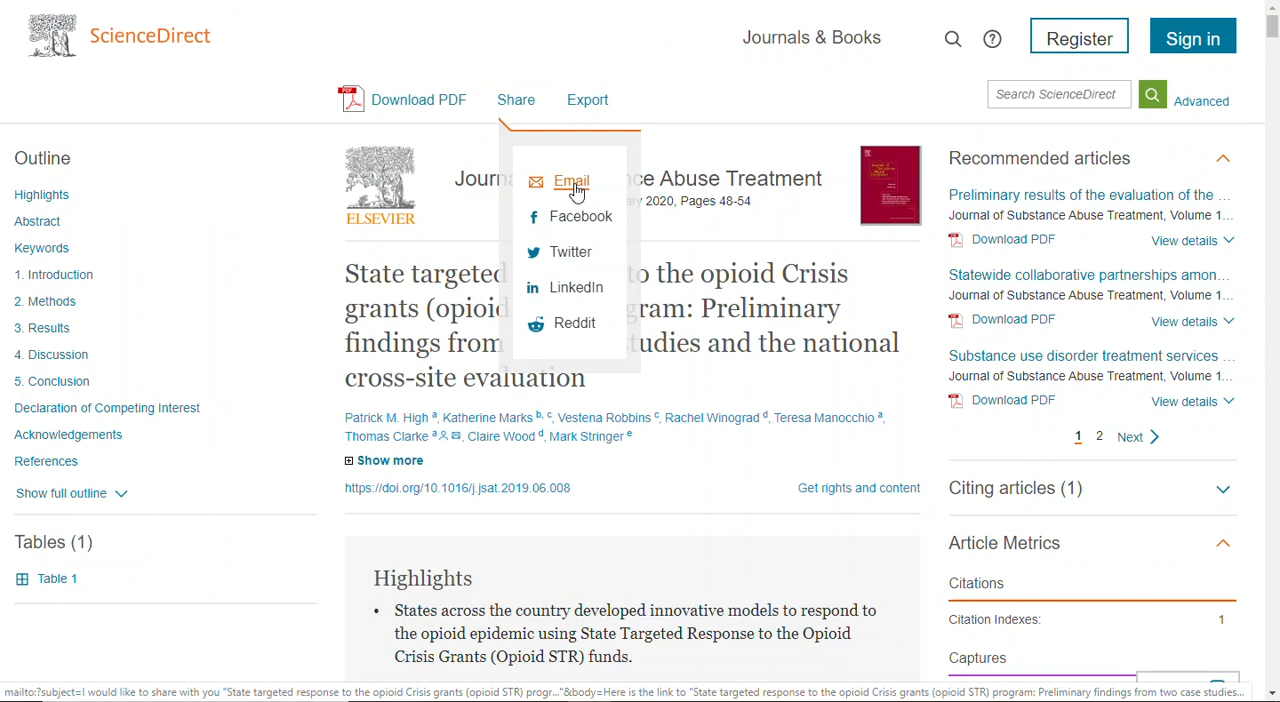 ScienceDirect
Journals & Books
Register
Sign in
Download PDF
Share
Export
Search ScienceDirect
Advanced
Outline
Highlights
Abstract
Keywords
1. Introduction
2. Methods
3. Results
4. Discussion
5. Conclusion
Declaration of Competing Interest
Acknowledgements
References
Show full outline
Tables (1)
Table 1
ELSEVIER
Journ
ce Abuse Treatment
ary 2020, Pages 48-54
Email
Facebook
Twitter
LinkedIn
Reddit
State targeted to the opioid Crisis
grants (opioid gram: Preliminary
findings from tudies and the national
cross-site evaluation
Patrick M. High a, Katherine Marks b, c, Vestena Robbins c, Rachel Winograd d, Teresa Manocchio a,
Thomas Clarke a, Claire Wood d, Mark Stringer e
Show more
https://doi.org/10.1016/j.jsat.2019.06.008
Get rights and content
Highlights
• States across the country developed innovative models to respond to
the opioid epidemic using State Targeted Response to the Opioid
Crisis Grants (Opioid STR) funds.
Recommended articles
Preliminary results of the evaluation of the ...
Journal of Substance Abuse Treatment, Volume 1...
Download PDF
View details
Statewide collaborative partnerships amon...
Journal of Substance Abuse Treatment, Volume 1...
Download PDF
View details
Substance use disorder treatment services ...
Journal of Substance Abuse Treatment, Volume 1...
Download PDF
View details
1 2 Next
Citing articles (1)
Article Metrics
Citations
Citation Indexes: 1
Captures
mailto:?subject=I would like to share with you "State targeted response to the opioid Crisis grants (opioid STR) progr..."&body=Here is the link to "State targeted response to the opioid Crisis grants (opioid STR) program: Preliminary findings from two case studies...